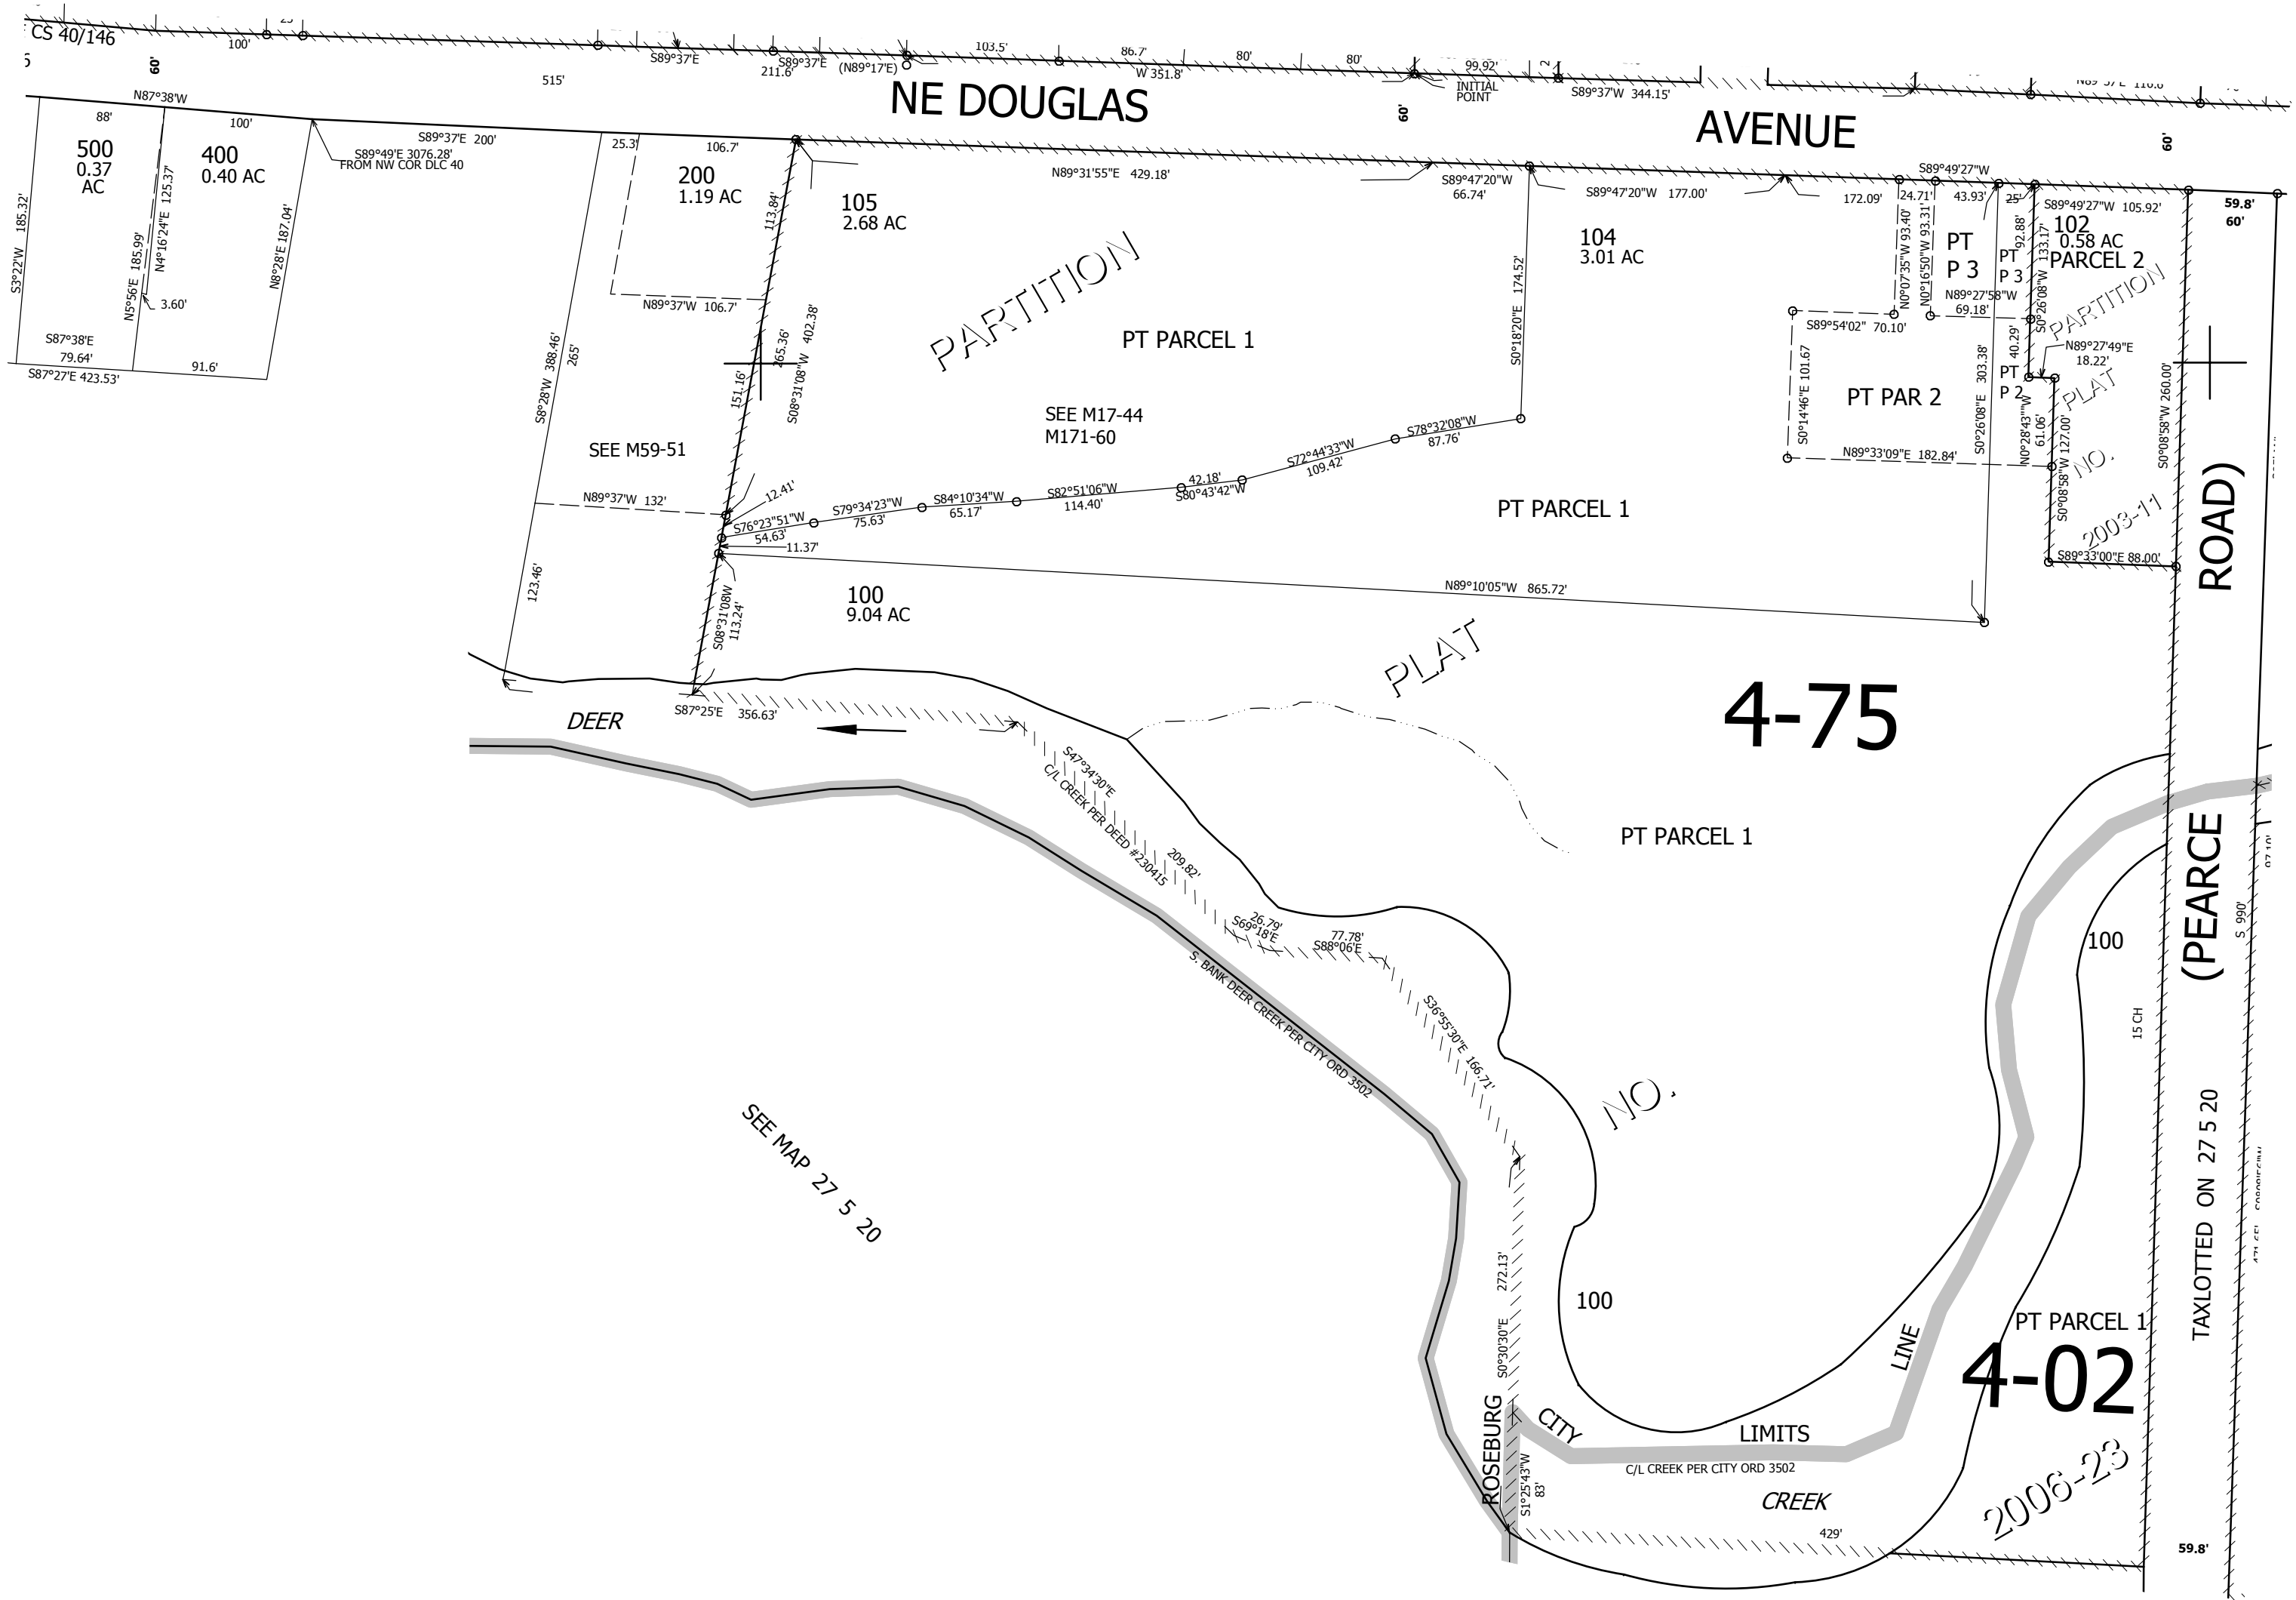 CS 40/146
60'
100'
515'
S89°37'E
211.6'
S89°37'E
(N89°17'E)
103.5'
86.7'
W 351.8'
80'
80'
99.92'
INITIAL
POINT
60'
S89°37'W 344.15'
60'
NE DOUGLAS
AVENUE
N87°38'W
88'
100'
500
0.37
AC
400
0.40 AC
S3°22'W 185.32'
N5°56'E 185.99'
N4°16'24"E 125.37'
3.60'
N8°28'E 187.04'
S87°38'E
79.64'
91.6'
S87°27'E 423.53'
S89°37'E 200'
S89°49'E 3076.28'
FROM NW COR DLC 40
25.3'
106.7'
200
1.19 AC
113.84'
N89°37'W 106.7'
S8°28'W 388.46'
265'
265.36'
S08°31'08"W 402.38'
151.16'
SEE M59-51
N89°37'W 132'
12.41'
123.46'
105
2.68 AC
N89°31'55"E 429.18'
S89°47'20"W
66.74'
PARTITION
PT PARCEL 1
SEE M17-44
M171-60
S0°18'20"E 174.52'
S76°23"51"W
54.63'
S79°34'23"W
75.63'
S84°10'34"W
65.17'
S82°51'06"W
114.40'
42.18'
S80°43'42"W
S72°44'33"W
109.42'
S78°32'08"W
87.76'
11.37'
S89°47'20"W 177.00'
104
3.01 AC
172.09'
24.71'
S89°49'27"W
43.93'
25'
N0°07'35"W 93.40'
N0°16'50"W 93.31'
PT
P 3
PT
P 3
92.88'
S0°26'08"W 133.17'
S89°49'27"W 105.92'
102
0.58 AC
PARCEL 2
59.8'
60'
N89°27'58"W
69.18'
S89°54'02" 70.10'
40.29'
N89°27'49"E
18.22'
PARTITION
PLAT
NO.
2003-11
S0°14'46"E 101.67
PT PAR 2
S0°26'08"E 303.38'
PT
P 2
N0°28'43""W
61.06'
S0°08'58"W 127.00'
S0°08'58"W 260.00'
N89°33'09"E 182.84'
PT PARCEL 1
S89°33'00"E 88.00'
N89°10'05"W 865.72'
100
9.04 AC
S08°31'08W
113.24'
PLAT
4-75
DEER
S87°25'E 356.63'
S47°34'30"E
C/L CREEK PER DEED #230415
209.82'
26.79'
S69°18'E
77.78'
S88°06'E
PT PARCEL 1
S. BANK DEER CREEK PER CITY ORD 3502
S36°55'30"E 166.71'
NO.
100
(PEARCE
ROAD)
S 990'
97.10'
15 CH
SEE MAP 27 5 20
TAXLOTTED ON 27 5 20
S0°30'30"E 272.13'
100
PT PARCEL 1
4-02
ROSEBURG
CITY
LIMITS
LINE
C/L CREEK PER CITY ORD 3502
CREEK
S1°25'43"W
83'
429'
2006-23
59.8'